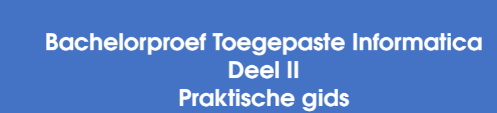 Bachelorproef Toegepaste Informatica
Deel II
Praktische gids